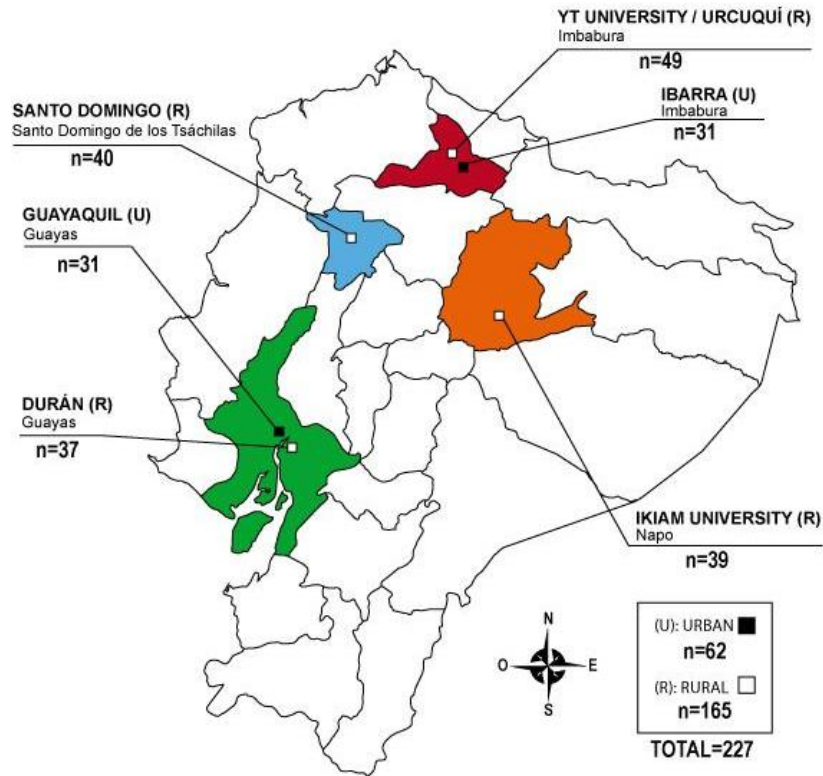 YT UNIVERSITY / URCUQUÍ (R)
Imbabura
n=49
SANTO DOMINGO (R)
Santo Domingo de los Tsáchilas
n=40
IBARRA (U)
Imbabura
n=31
GUAYAQUIL (U)
Guayas
n=31
DURÁN (R)
Guayas
n=37
IKIAM UNIVERSITY (R)
Napo
n=39
N
O
E
S
(U): URBAN
n=62
(R): RURAL
n=165
TOTAL=227